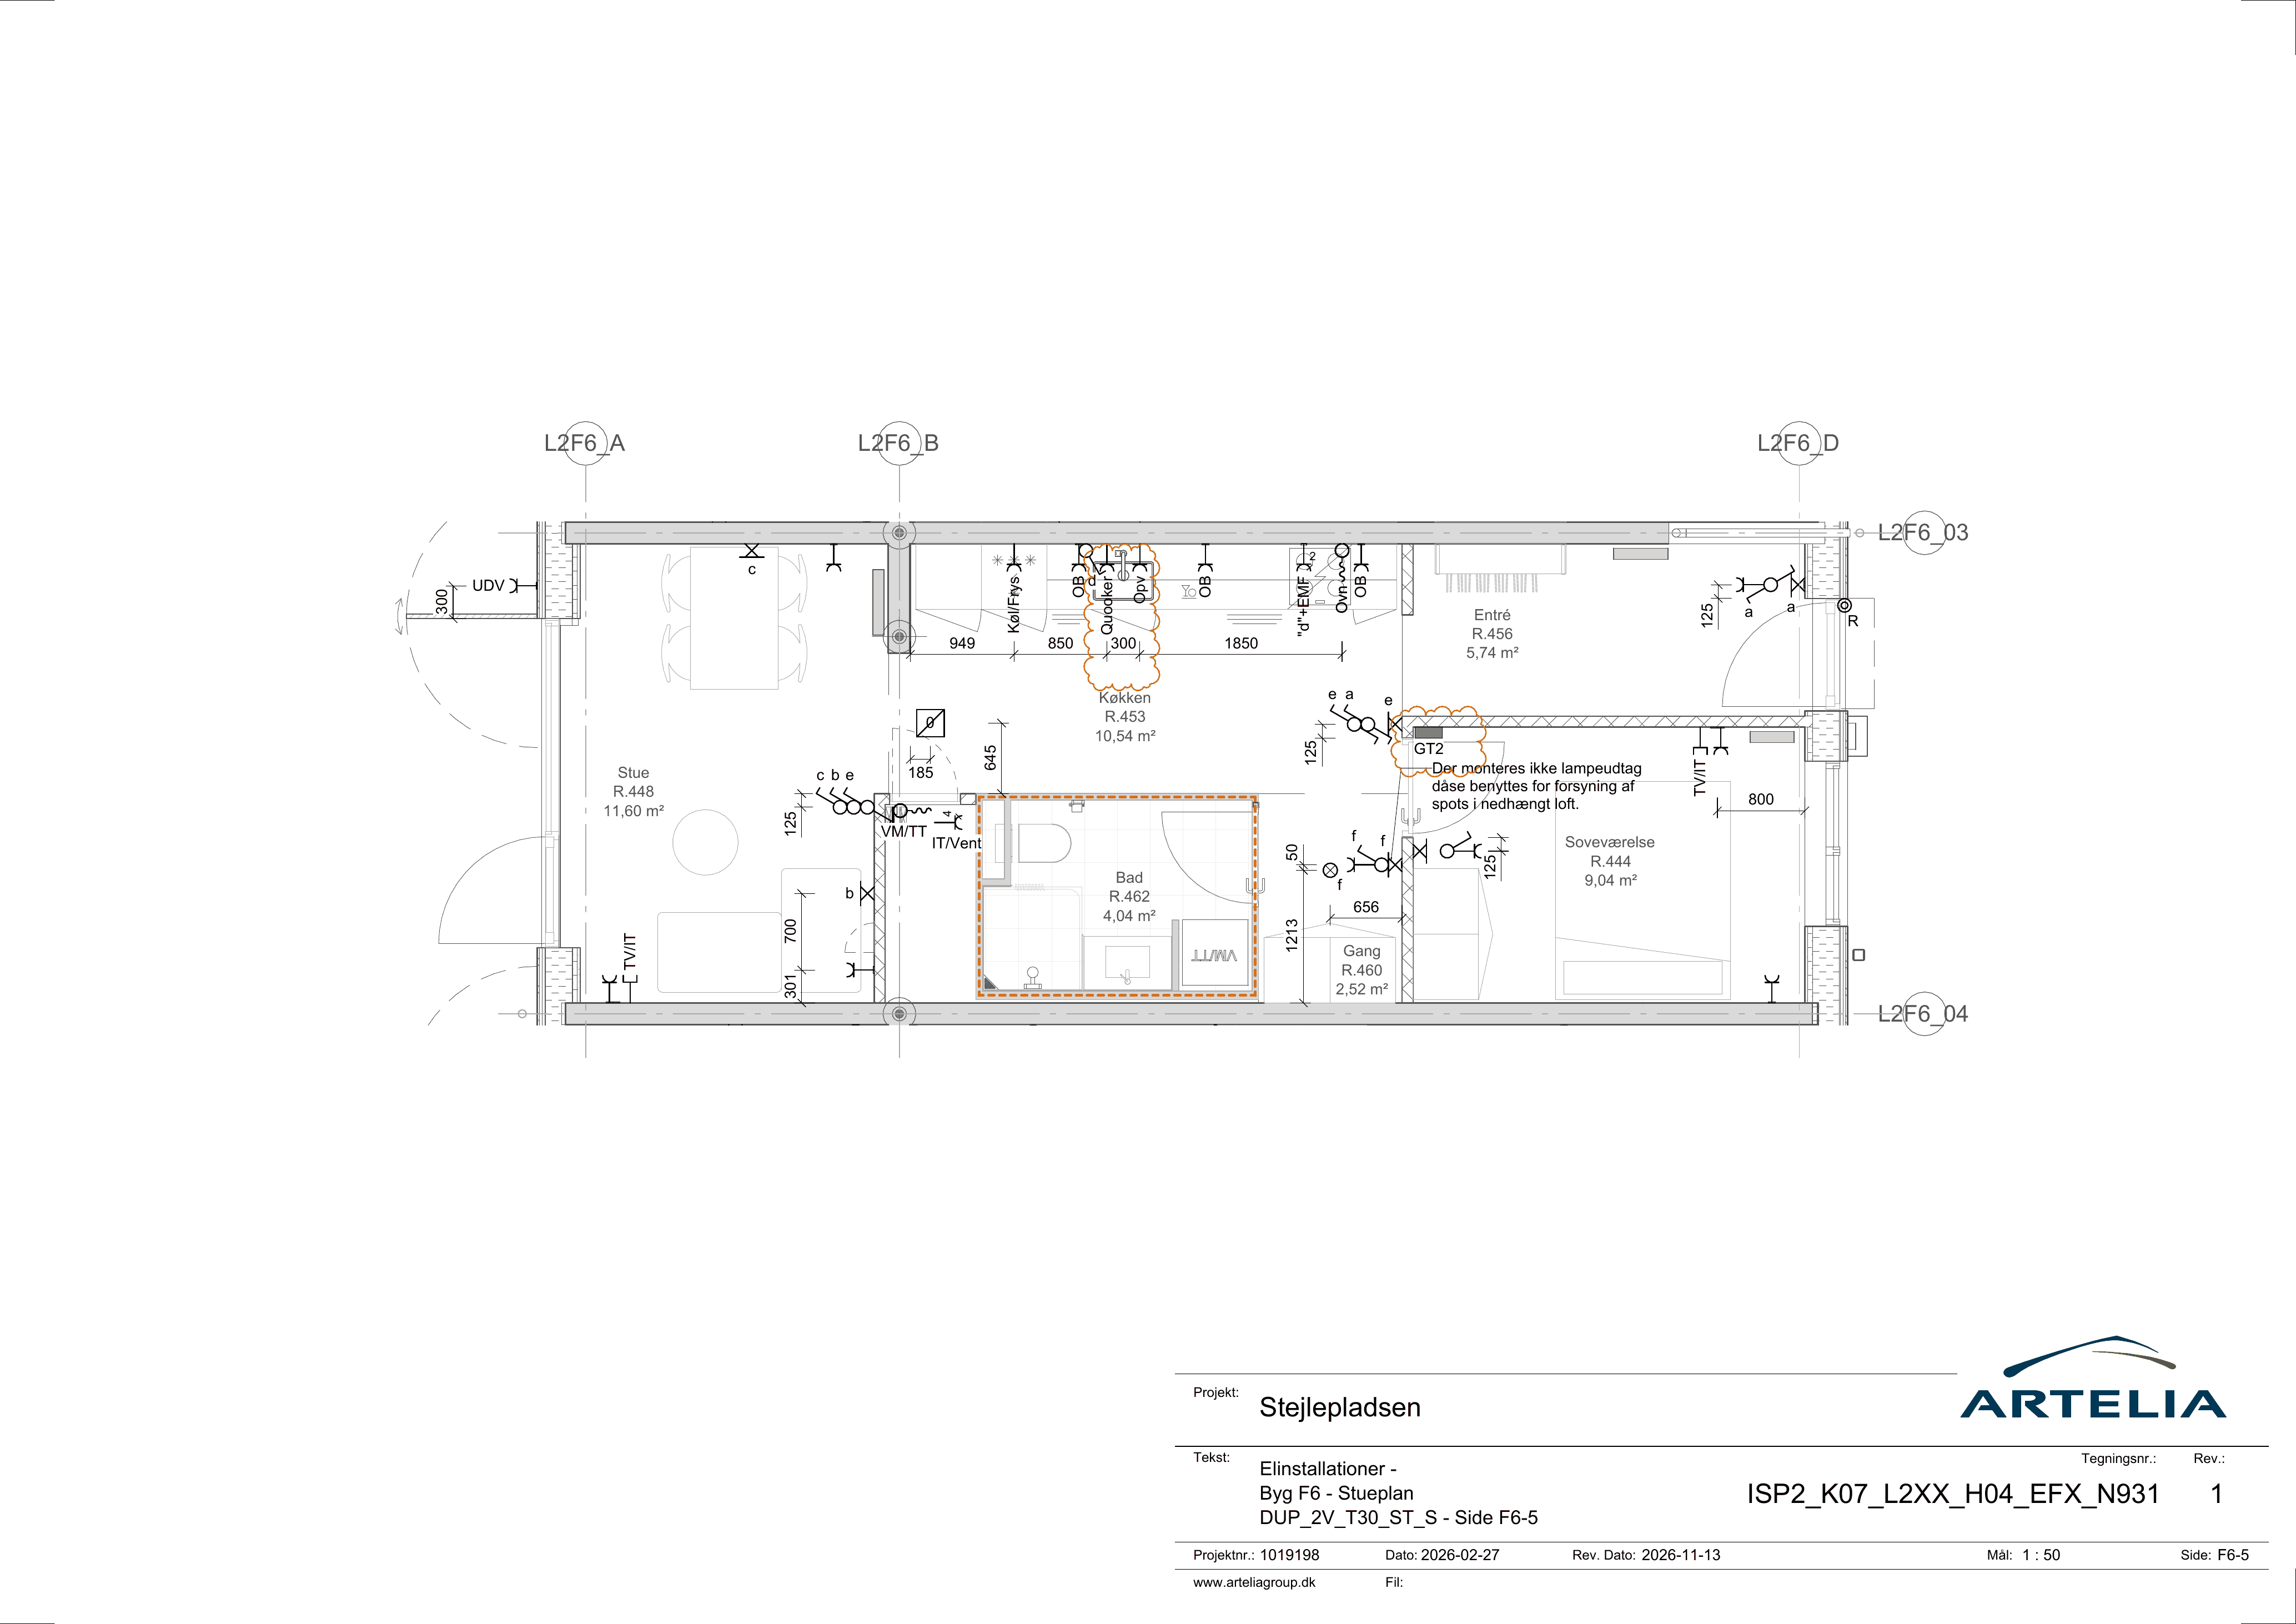 L2F6_A
L2F6_B
L2F6_D
L2F6_03
L2F6_04
UDV
300
c
Køl/Frys
OB
d
Quooker
Opv
OB
"d"+EMF
2
Ovn
OB
949
850
300
1850
Køkken
R.453
10,54 m²
Entré
R.456
5,74 m²
125
a
a
R
0
185
645
e a
e
125
GT2
Der monteres ikke lampeudtag
dåse benyttes for forsyning af
spots i nedhængt loft.
TV/IT
800
Stue
R.448
11,60 m²
c b e
125
VM/TT
4
IT/Vent
b
700
301
TV/IT
Bad
R.462
4,04 m²
VM/TT
50
f
f
f
1213
656
Gang
R.460
2,52 m²
125
Soveværelse
R.444
9,04 m²
ARTELIA
Projekt:
Stejlepladsen
Tekst:
Elinstallationer -
Byg F6 - Stueplan
DUP_2V_T30_ST_S - Side F6-5
Tegningsnr.:
Rev.:
ISP2_K07_L2XX_H04_EFX_N931
1
Projektnr.: 1019198
Dato: 2026-02-27
Rev. Dato: 2026-11-13
Mål: 1 : 50
Side: F6-5
www.arteliagroup.dk
Fil: